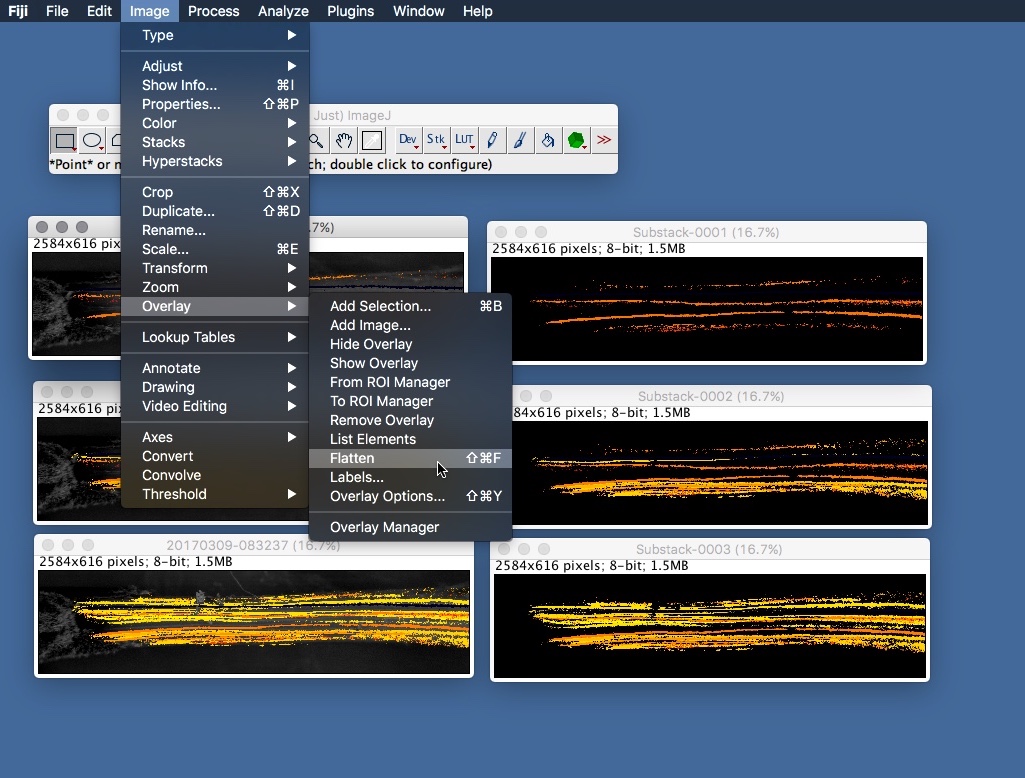 Fiji File Edit Image Process Analyze Plugins Window Help
Type
Adjust
Show Info... ⌘I
Properties... ⇧⌘P
Color
Stacks
Hyperstacks
Crop ⇧⌘X
Duplicate... ⇧⌘D
Rename...
Scale... ⌘E
Transform
Zoom
Overlay
Lookup Tables
Annotate
Drawing
Video Editing
Axes
Convert
Convolve
Threshold
Add Selection... ⌘B
Add Image...
Hide Overlay
Show Overlay
From ROI Manager
To ROI Manager
Remove Overlay
List Elements
Flatten ⇧⌘F
Labels...
Overlay Options... ⇧⌘Y
Overlay Manager
Just) ImageJ
Dev Stk LUT >>
*Point* or ch; double click to configure)
.7%)
2584x616 pix
Substack-0001 (16.7%)
2584x616 pixels; 8-bit; 1.5MB
2584x616 p
Substack-0002 (16.7%)
84x616 pixels; 8-bit; 1.5MB
20170309-083237 (16.7%)
2584x616 pixels; 8-bit; 1.5MB
Substack-0003 (16.7%)
2584x616 pixels; 8-bit; 1.5MB